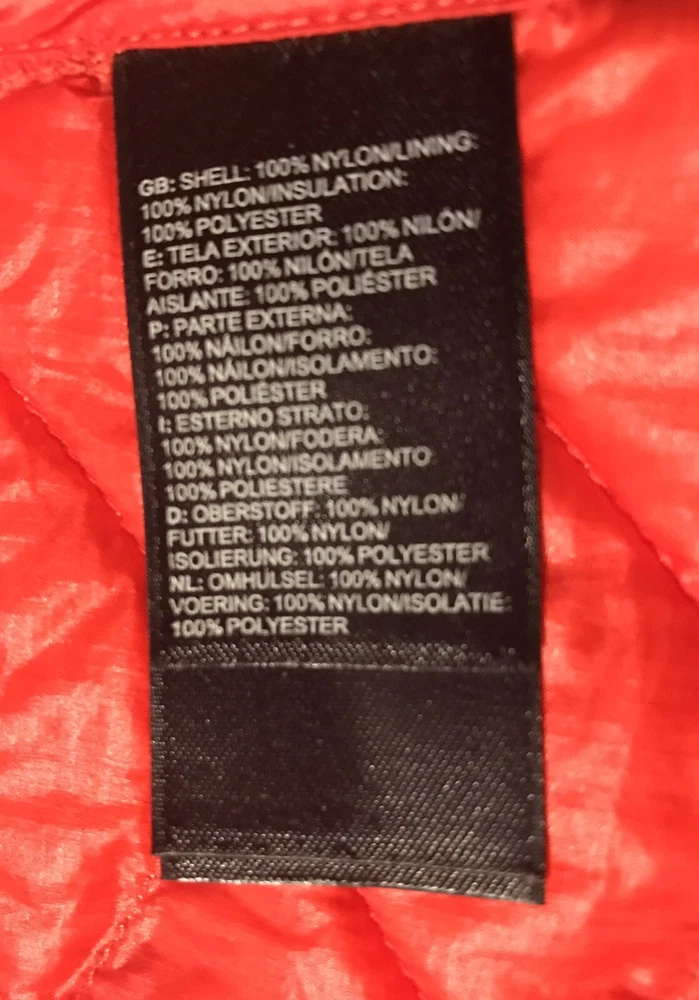 GB: SHELL: 100% NYLON/LINING:
100% NYLON/INSULATION:
100% POLYESTER
E: TELA EXTERIOR: 100% NILÓN/
FORRO: 100% NILÓN/TELA
AISLANTE: 100% POLIÉSTER
P: PARTE EXTERNA:
100% NÁILON/FORRO:
100% NÁILON/ISOLAMENTO:
100% POLIÉSTER
I: ESTERNO STRATO:
100% NYLON/FODERA:
100% NYLON/ISOLAMENTO
100% POLIESTERE
D: OBERSTOFF: 100% NYLON/
FUTTER: 100% NYLON/
ISOLIERUNG: 100% POLYESTER
NL: OMHULSEL: 100% NYLON/
VOERING: 100% NYLON/ISOLATIE:
100% POLYESTER